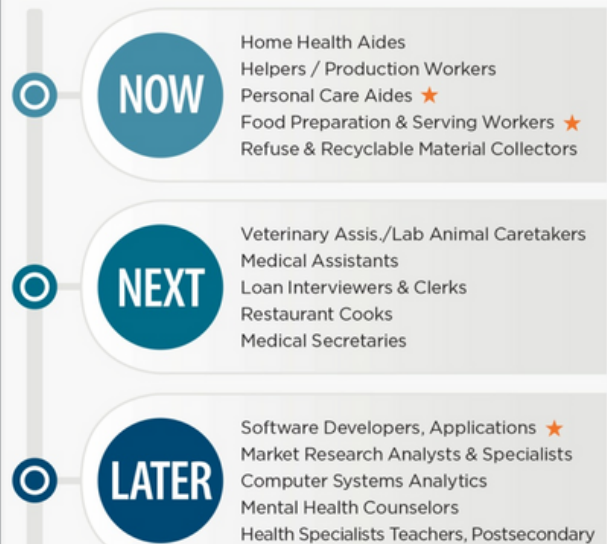 NOW
Home Health Aides
Helpers / Production Workers
Personal Care Aides ★
Food Preparation & Serving Workers ★
Refuse & Recyclable Material Collectors
NEXT
Veterinary Assis./Lab Animal Caretakers
Medical Assistants
Loan Interviewers & Clerks
Restaurant Cooks
Medical Secretaries
LATER
Software Developers, Applications ★
Market Research Analysts & Specialists
Computer Systems Analytics
Mental Health Counselors
Health Specialists Teachers, Postsecondary